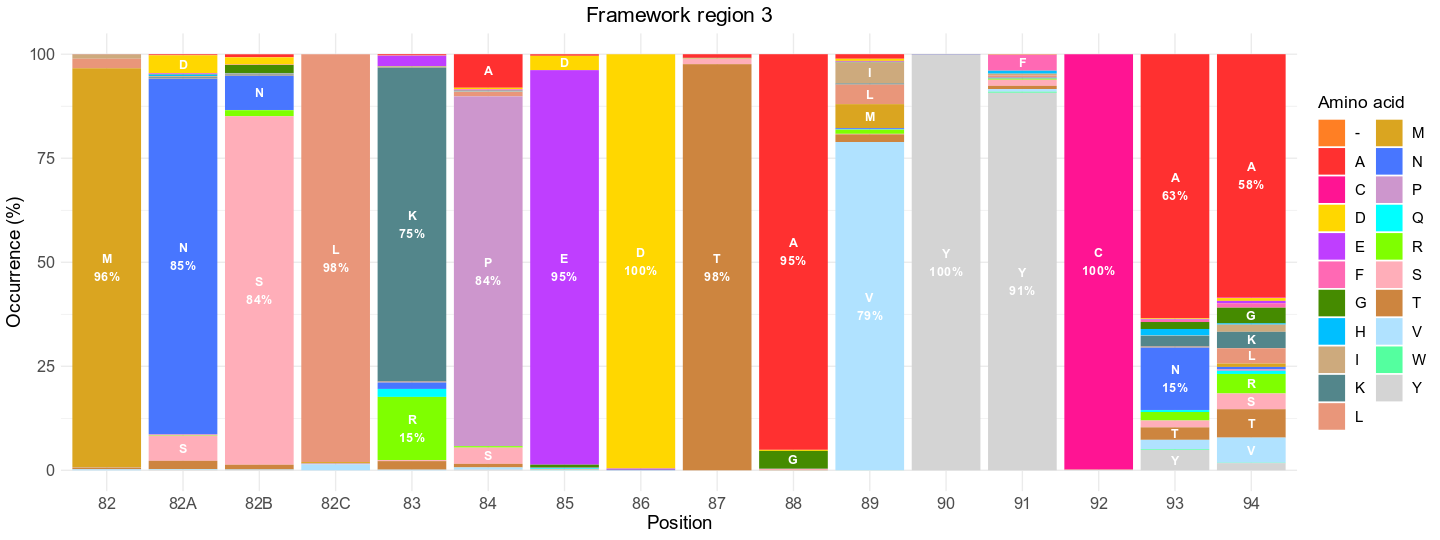 Framework region 3
Occurrence (%)
100
75
50
25
0
M
96%
D
N
85%
S
N
S
84%
L
98%
K
75%
R
15%
A
P
84%
S
D
E
95%
D
100%
T
98%
A
95%
G
I
L
M
V
79%
Y
100%
F
Y
91%
C
100%
A
63%
N
15%
T
Y
A
58%
G
K
L
R
S
T
V
82 82A 82B 82C 83 84 85 86 87 88 89 90 91 92 93 94
Position
Amino acid
- M
A N
C P
D Q
E R
F S
G T
H V
I W
K Y
L